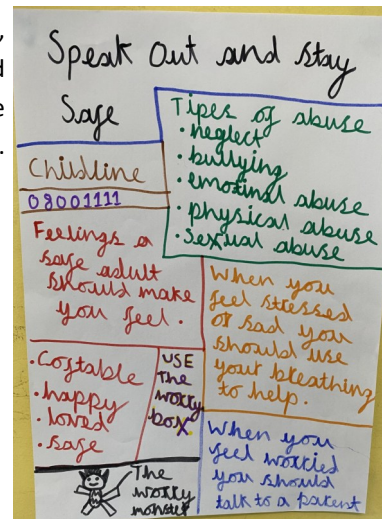 ,
d
e
.
Speak Out and stay
Safe
Childline
08001111
Tipes of abuse
• neglect
• bullying
• emotinal abuse
• physical abuse
• sexual abuse
Feelings a
safe adult
should make
you feel.
• Costable
• happy
• loved
• safe
USE
The
worry
box.
When you
feel stressed
or sad you
should use
your breathing
to help.
The
worry
monster
When you
feel worried
you should
talk to a parent